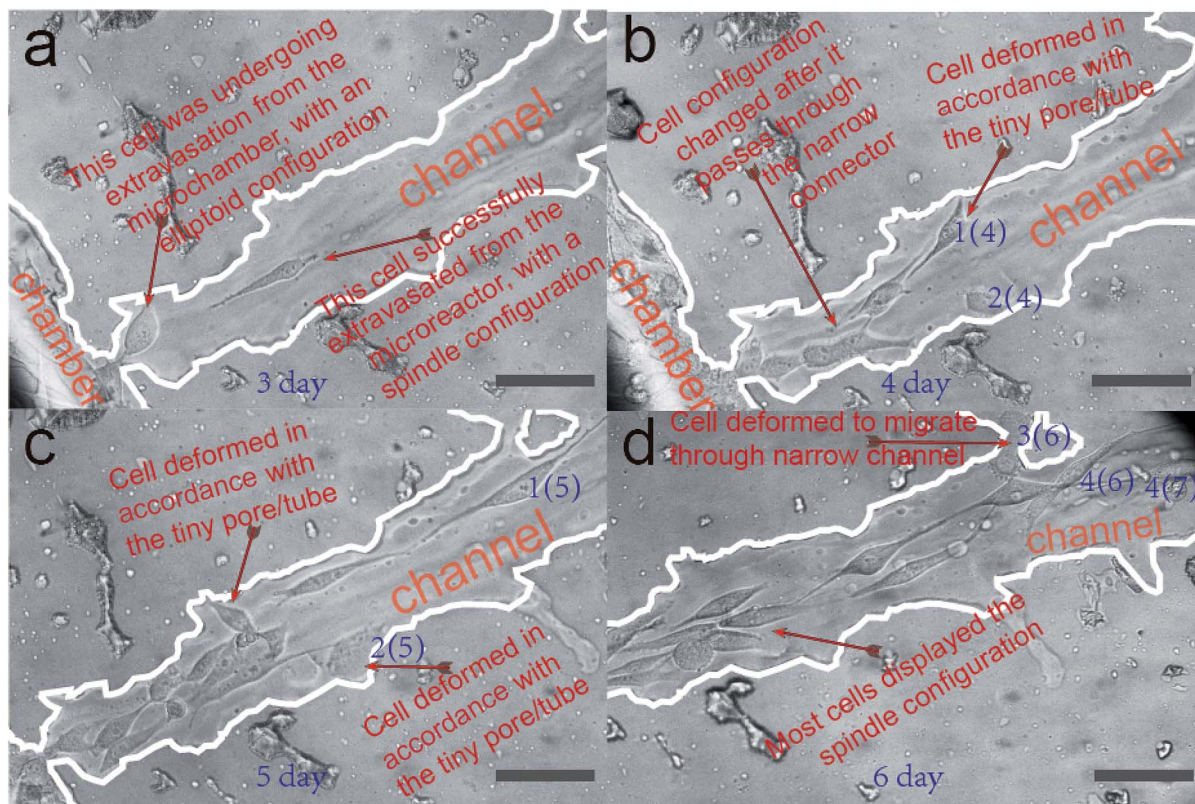 a
This cell was undergoing
extravasation from the
microchamber, with an
elliptoid configuration
channel
This cell successfully
extravasated from the
microreactor, with a
spindle configuration
chamber
3 day
b
Cell configuration
changed after it
passes through
the narrow
connector
Cell deformed in
accordance with
the tiny pore/tube
channel
1(4)
2(4)
chamber
4 day
c
Cell deformed in
accordance with
the tiny pore/tube
1(5)
channel
2(5)
Cell deformed in
accordance with
the tiny pore/tube
5 day
d
Cell deformed to migrate
through narrow channel
3(6)
4(6)
4(7)
channel
Most cells displayed the
spindle configuration
6 day